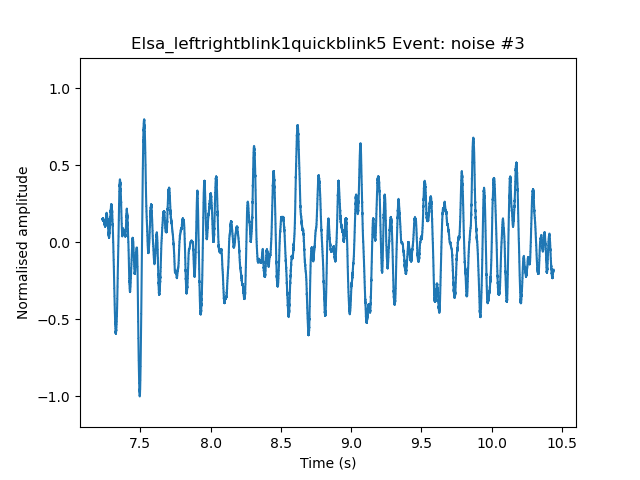 Elsa_leftrightblink1quickblink5 Event: noise #3
Normalised amplitude
1.0
0.5
0.0
−0.5
−1.0
7.5 8.0 8.5 9.0 9.5 10.0 10.5
Time (s)